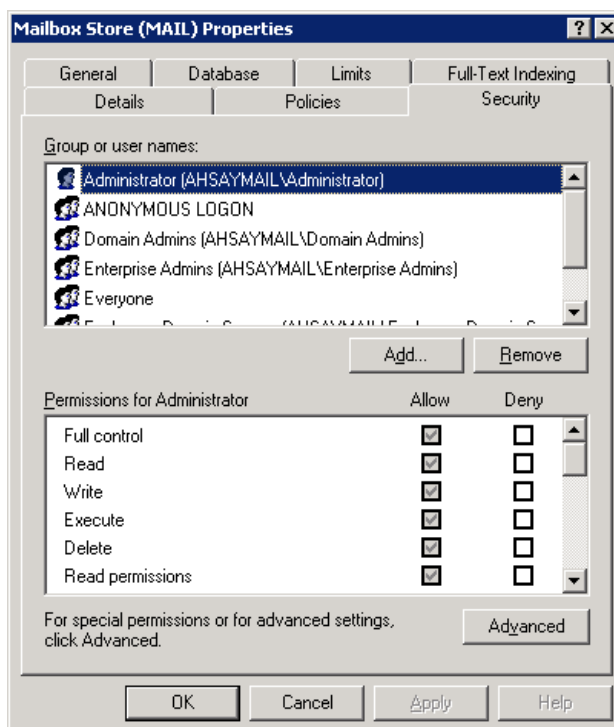 Mailbox Store (MAIL) Properties
General Database Limits Full-Text Indexing
Details Policies Security
Group or user names:
Administrator (AHSAYMAIL\Administrator)
ANONYMOUS LOGON
Domain Admins (AHSAYMAIL\Domain Admins)
Enterprise Admins (AHSAYMAIL\Enterprise Admins)
Everyone
Add... Remove
Permissions for Administrator Allow Deny
Full control
Read
Write
Execute
Delete
Read permissions
For special permissions or for advanced settings,
click Advanced.
Advanced
OK Cancel Apply Help